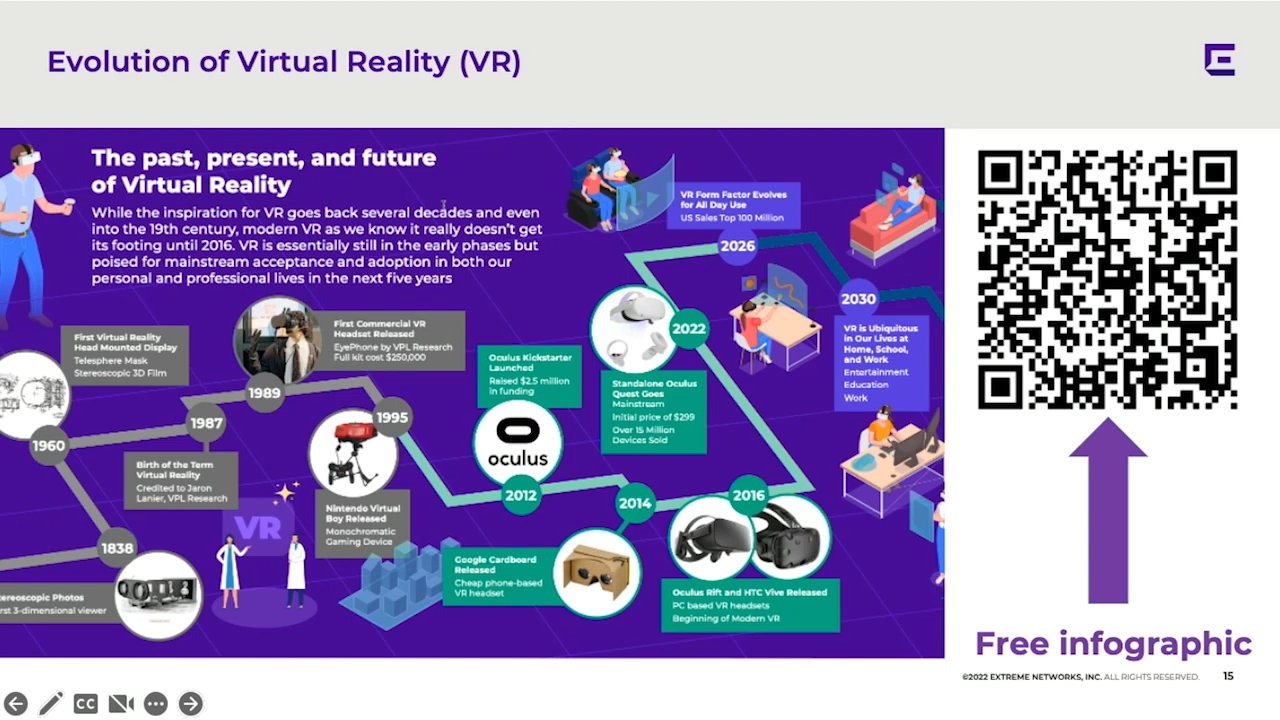 Evolution of Virtual Reality (VR)
The past, present, and future
of Virtual Reality
While the inspiration for VR goes back several decades and even
into the 19th century, modern VR as we know it really doesn't get
its footing until 2016. VR is essentially still in the early phases but
poised for mainstream acceptance and adoption in both our
personal and professional lives in the next five years
VR Form Factor Evolves
for All Day Use
US Sales Top 100 Million
2026
2030
VR is Ubiquitous
in Our Lives at
Home, School,
and Work
Entertainment
Education
Work
First Virtual Reality
Head Mounted Display
Telesphere Mask
Stereoscopic 3D Film
1960
First Commercial VR
Headset Released
EyePhone by VPL Research
Full kit cost $250,000
1989
1987
Birth of the Term
Virtual Reality
Credited to Jaron
Lanier, VPL Research
1995
Nintendo Virtual
Boy Released
Monochromatic
Gaming Device
VR
1838
tereoscopic Photos
rst 3-dimensional viewer
Oculus Kickstarter
Launched
Raised $2.5 million
in funding
oculus
2012
2014
Google Cardboard
Released
Cheap phone-based
VR headset
2022
Standalone Oculus
Quest Goes
Mainstream
Initial price of $299
Over 15 Million
Devices Sold
2016
Oculus Rift and HTC Vive Released
PC based VR headsets
Beginning of Modern VR
Free infographic
©2022 EXTREME NETWORKS, INC. ALL RIGHTS RESERVED. 15
CC